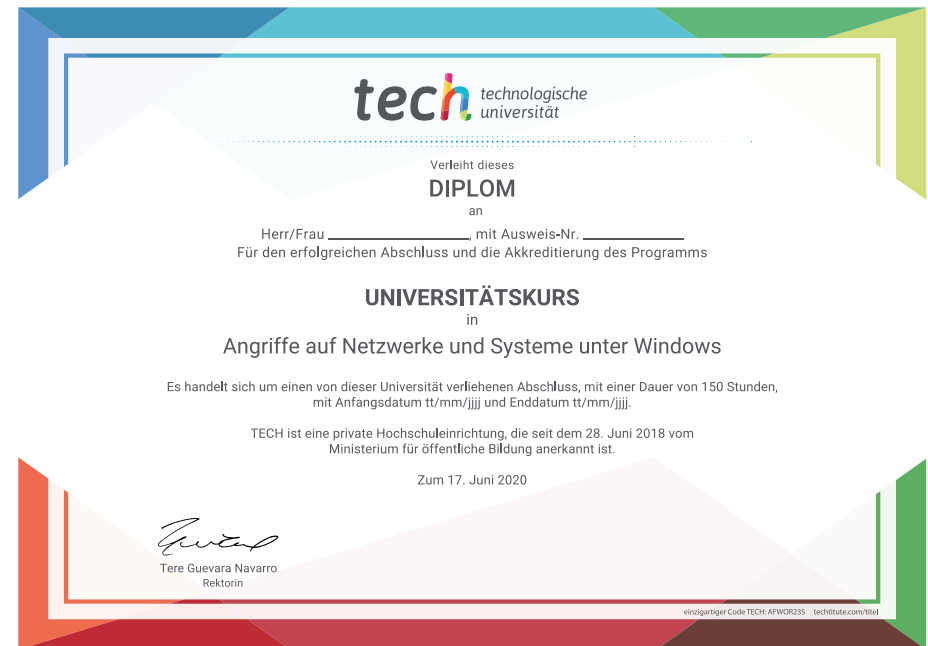 tech technologische
universität
Verleiht dieses
DIPLOM
an
Herr/Frau ____________________, mit Ausweis-Nr. ______________
Für den erfolgreichen Abschluss und die Akkreditierung des Programms
UNIVERSITÄTSKURS
in
Angriffe auf Netzwerke und Systeme unter Windows
Es handelt sich um einen von dieser Universität verliehenen Abschluss, mit einer Dauer von 150 Stunden,
mit Anfangsdatum tt/mm/jjjj und Enddatum tt/mm/jjjj.
TECH ist eine private Hochschuleinrichtung, die seit dem 28. Juni 2018 vom
Ministerium für öffentliche Bildung anerkannt ist.
Zum 17. Juni 2020
Tere Guevara Navarro
Rektorin
einzigartiger Code TECH: AFWOR235 techtitute.com/titel